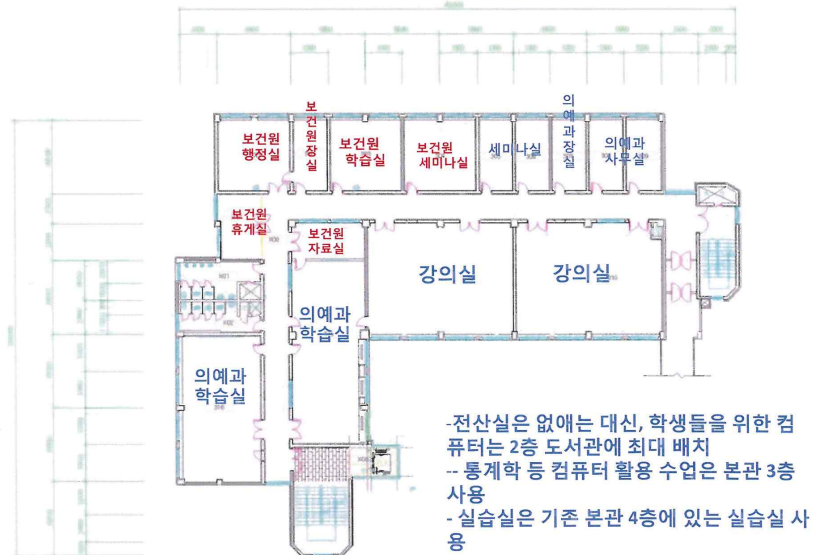 보건원
행정실
보
건
원
장
실
보건원
학습실
보건원
세미나실
세미나실
의
예
과
장
실
의예과
사무실
보건원
휴게실
보건원
자료실
강의실
강의실
의예과
학습실
의예과
학습실
-전산실은 없애는 대신, 학생들을 위한 컴
퓨터는 2층 도서관에 최대 배치
-- 통계학 등 컴퓨터 활용 수업은 본관 3층
사용
- 실습실은 기존 본관 4층에 있는 실습실 사
용